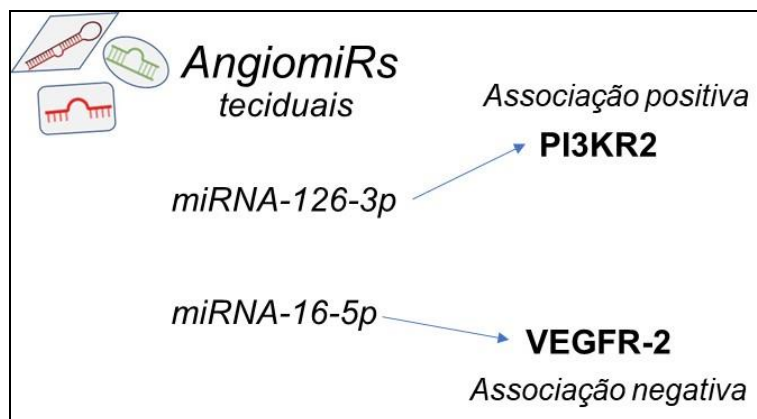 AngiomiRs
teciduais
Associação positiva
PI3KR2
miRNA-126-3p
miRNA-16-5p
VEGFR-2
Associação negativa